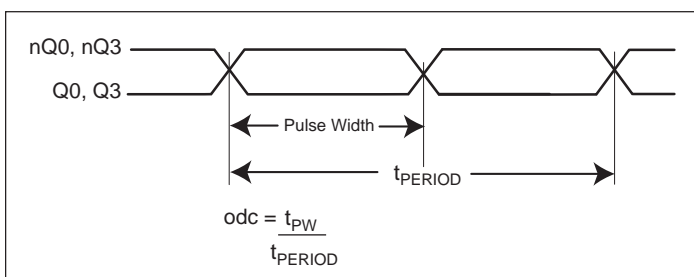 nQ0, nQ3
Q0, Q3
Pulse Width
tPERIOD
odc = tPW
tPERIOD